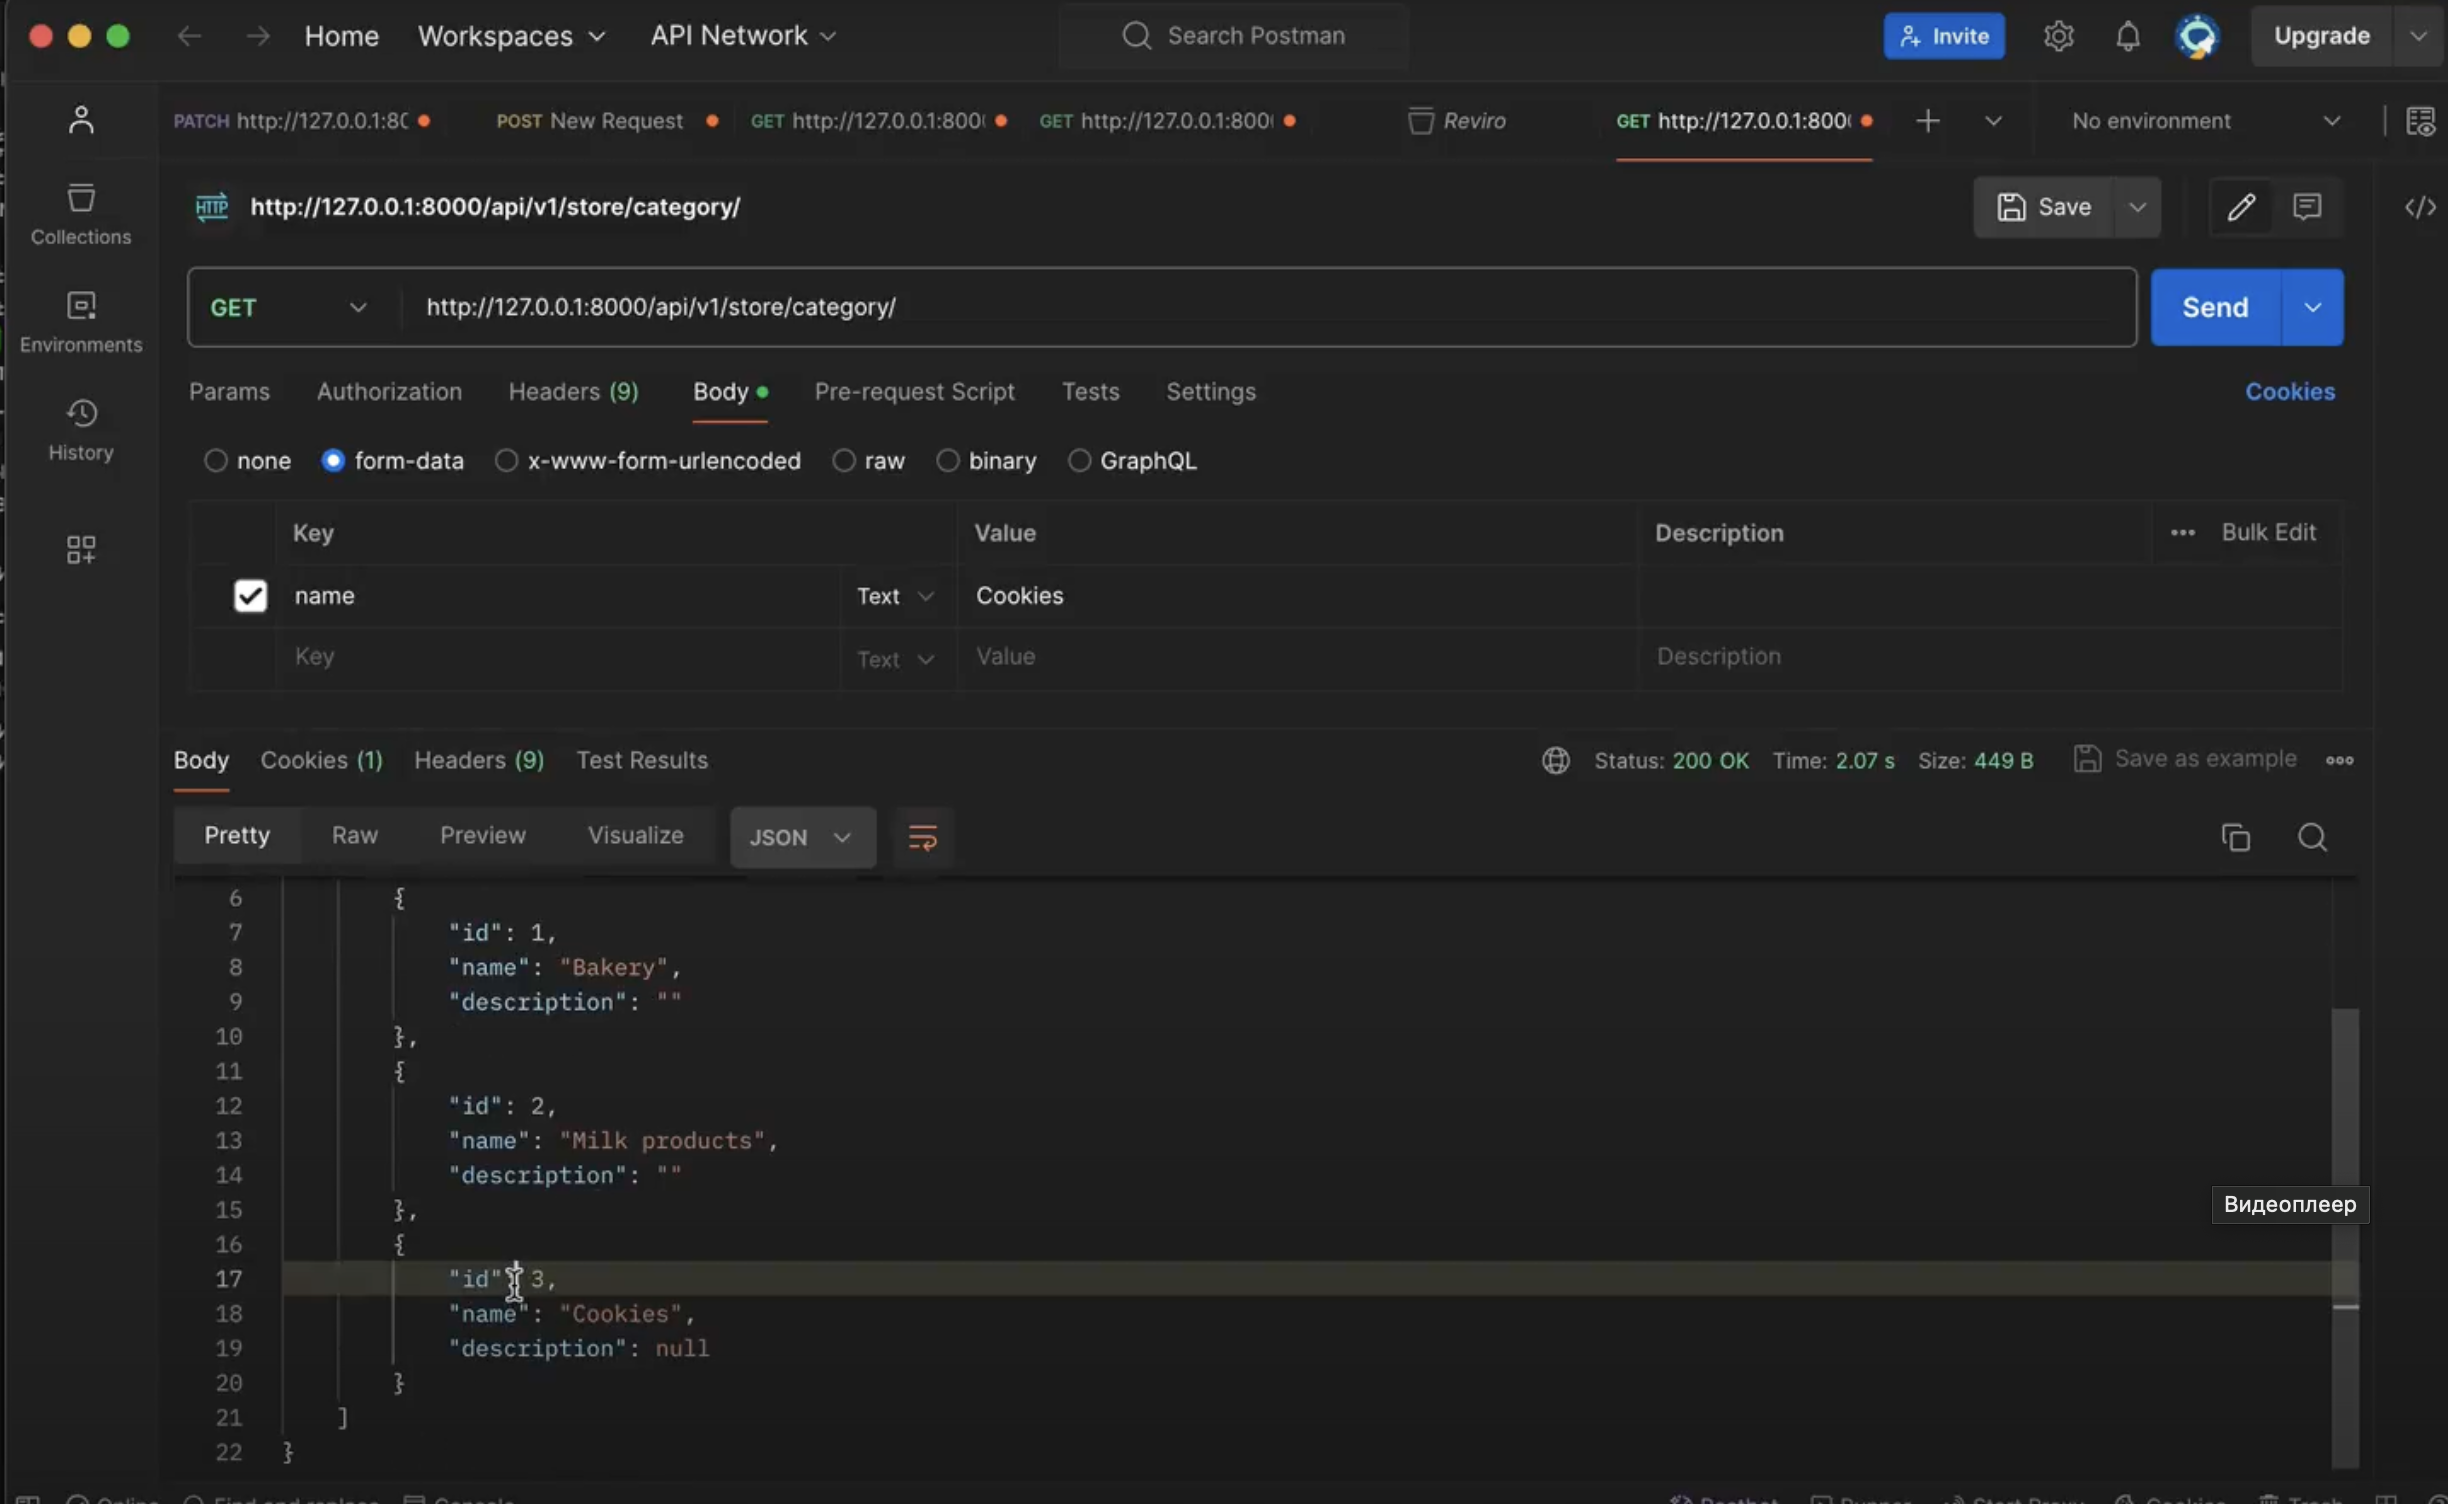 Home Workspaces API Network Search Postman Invite Upgrade
PATCH http://127.0.0.1:80 POST New Request GET http://127.0.0.1:800 GET http://127.0.0.1:800 Reviro GET http://127.0.0.1:800 No environment
HTTP http://127.0.0.1:8000/api/v1/store/category/ Save </>
Collections
GET http://127.0.0.1:8000/api/v1/store/category/ Send
Environments
Params Authorization Headers (9) Body Pre-request Script Tests Settings Cookies
History
none form-data x-www-form-urlencoded raw binary GraphQL
Key Value Description Bulk Edit
name Text Cookies
Key Text Value Description
Body Cookies (1) Headers (9) Test Results Status: 200 OK Time: 2.07 s Size: 449 B Save as example
Pretty Raw Preview Visualize JSON
6 {
7 "id": 1,
8 "name": "Bakery",
9 "description": ""
10 },
11 {
12 "id": 2,
13 "name": "Milk products",
14 "description": ""
15 },
Видеоплеер
16 {
17 "id" 3,
18 "name": "Cookies",
19 "description": null
20 }
21 ]
22 }